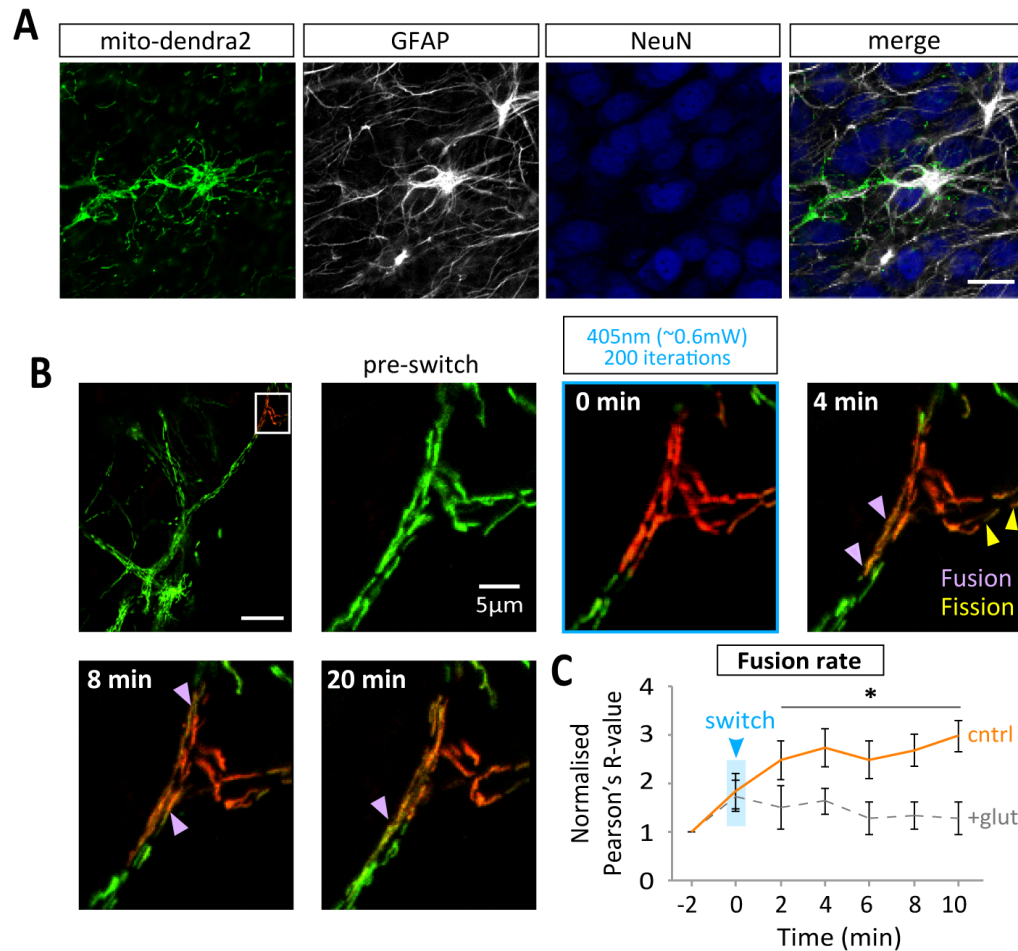 A
mito-dendra2
GFAP
NeuN
merge
B
pre-switch
405nm (~0.6mW)
200 iterations
0 min
4 min
5μm
Fusion
Fission
8 min
20 min
C
Fusion rate
Normalised
Pearson's R-value
4
3
2
1
0
switch
*
cntrl
+glut
-2
0
2
4
6
8
10
Time (min)